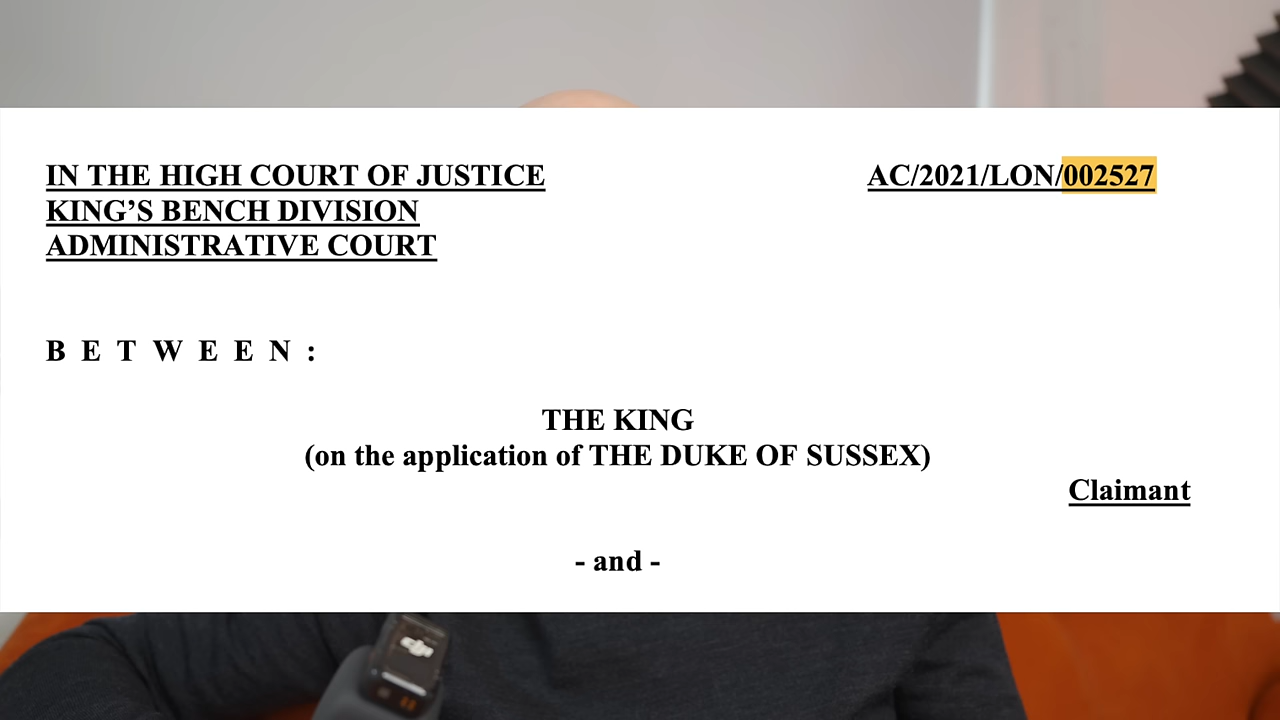 IN THE HIGH COURT OF JUSTICE AC/2021/LON/002527
KING’S BENCH DIVISION
ADMINISTRATIVE COURT
B E T W E E N :
THE KING
(on the application of THE DUKE OF SUSSEX)
Claimant
- and -